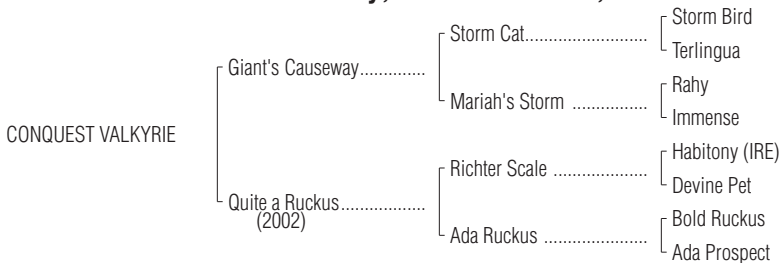 Storm Bird
Storm Cat........................
Terlingua
Giant's Causeway..............
Rahy
Mariah's Storm ................
Immense
CONQUEST VALKYRIE
Habitony (IRE)
Richter Scale ....................
Devine Pet
Quite a Ruckus..................
(2002)
Bold Ruckus
Ada Ruckus ......................
Ada Prospect